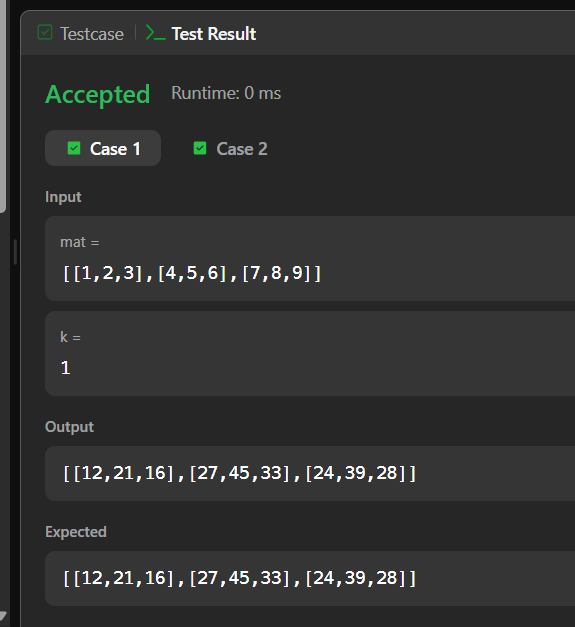 Testcase
Test Result
Accepted Runtime: 0 ms
Case 1 Case 2
Input
mat =
[[1,2,3],[4,5,6],[7,8,9]]
k =
1
Output
[[12,21,16],[27,45,33],[24,39,28]]
Expected
[[12,21,16],[27,45,33],[24,39,28]]